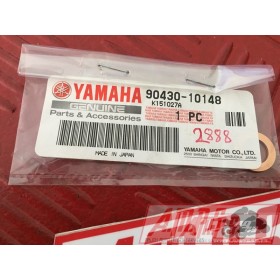 YAMAHA
GENUINE
Parts & Accessories
90430-10148
K151027A
1 PC
2888
YAMAHA MOTOR CO., LTD.
MADE IN JAPAN